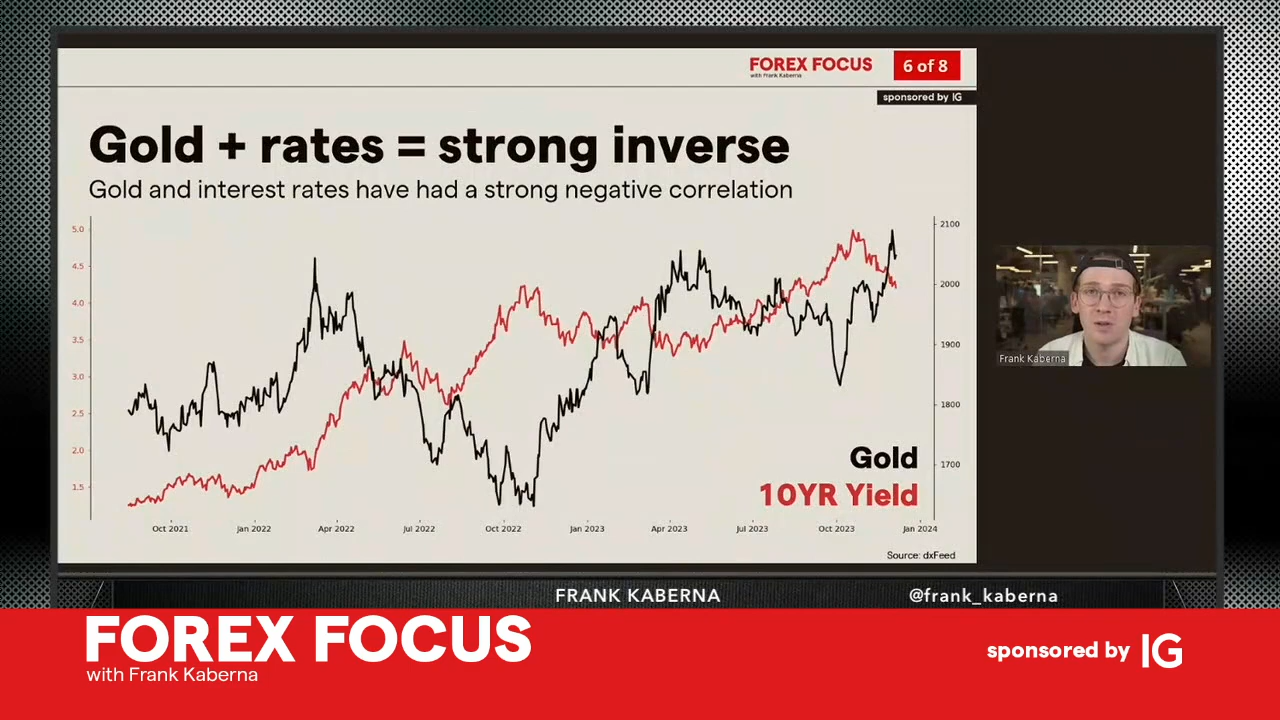 FOREX FOCUS
with Frank Kaberna
6 of 8
sponsored by IG
Gold + rates = strong inverse
Gold and interest rates have had a strong negative correlation
5.0
4.5
4.0
3.5
3.0
2.5
2.0
1.5
2100
2000
1900
1800
1700
Gold
10YR Yield
Oct 2021 Jan 2022 Apr 2022 Jul 2022 Oct 2022 Jan 2023 Apr 2023 Jul 2023 Oct 2023 Jan 2024
Source: dxFeed
Frank Kaberna
FRANK KABERNA @frank_kaberna
FOREX FOCUS
with Frank Kaberna
sponsored by IG